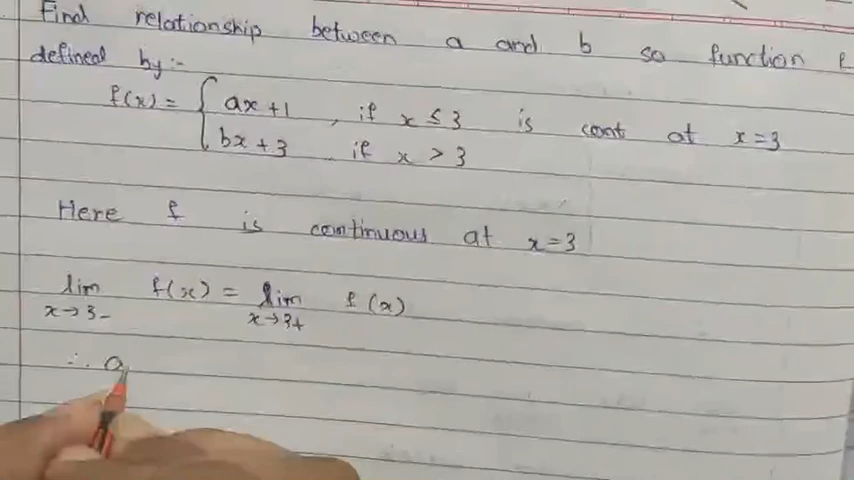 Find relationship between a and b so function f
defined by:-
f(x) = { ax + 1 , if x ≤ 3 is cont at x = 3
bx + 3 , if x > 3
Here f is continuous at x = 3
lim f(x) = lim f(x)
x→3- x→3+
∴ a